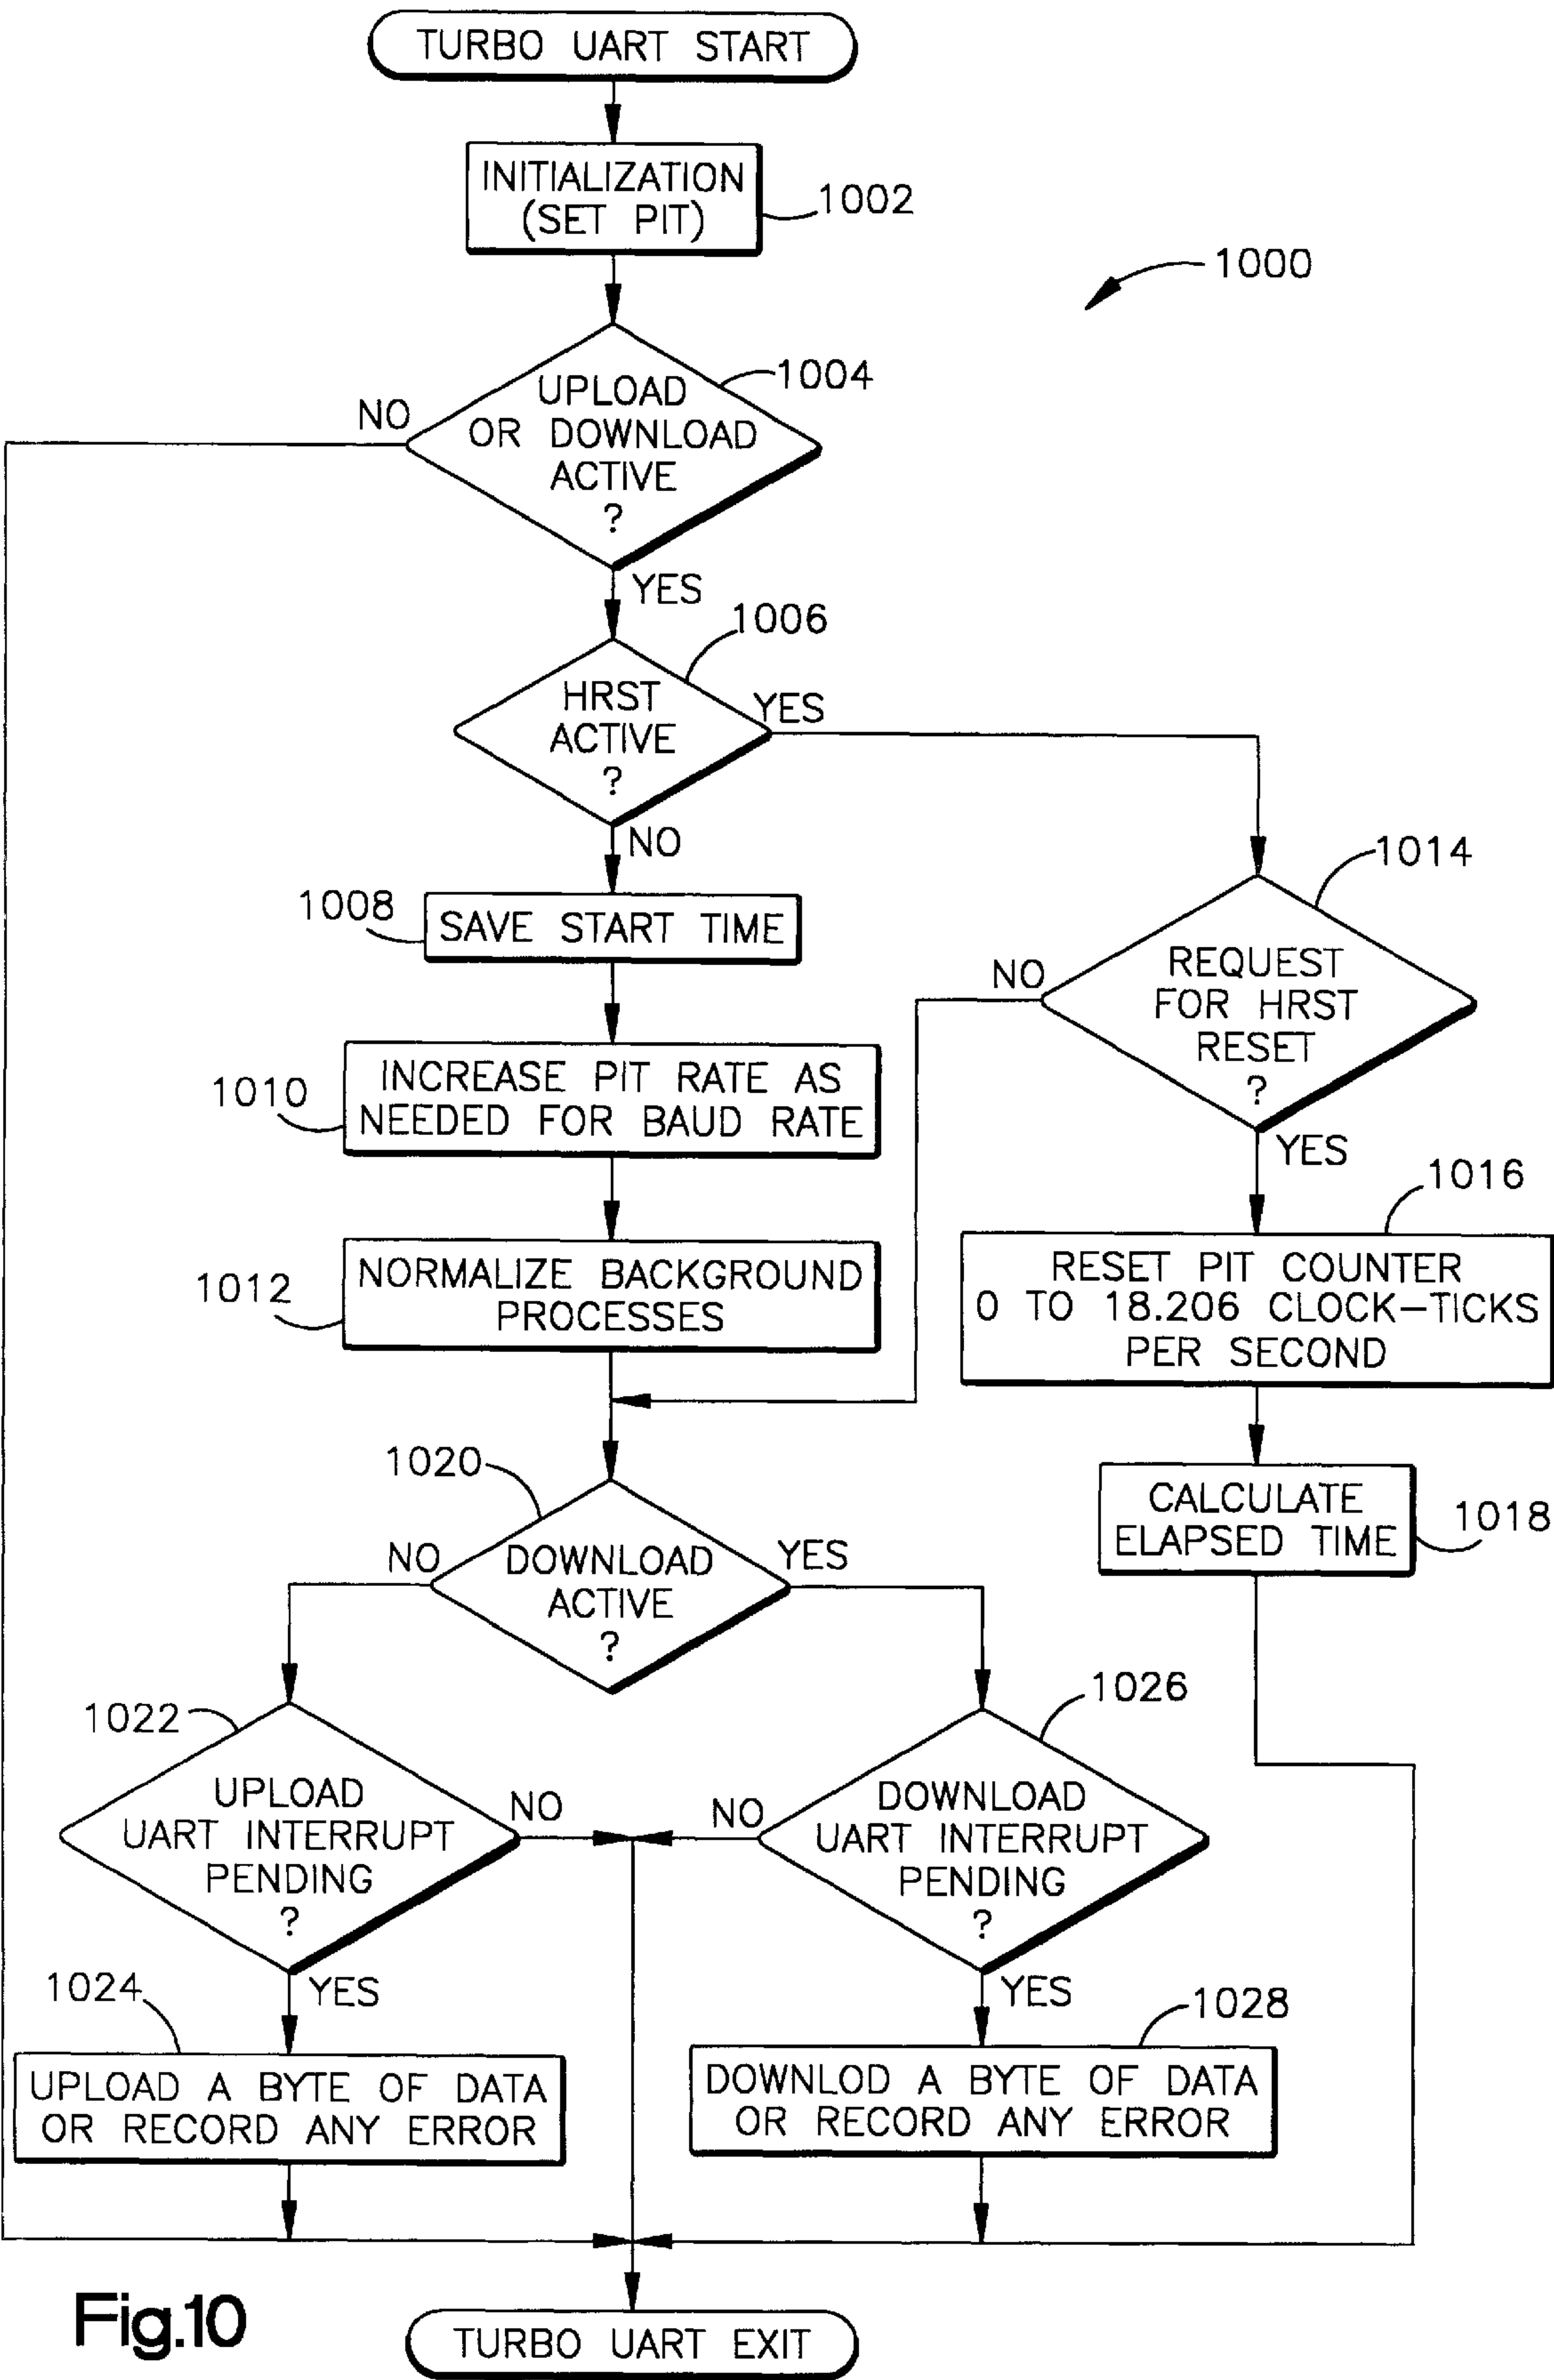 TURBO UART START
INITIALIZATION
(SET PIT)
1002
1000
UPLOAD
OR DOWNLOAD
ACTIVE
?
1004
NO
YES
1006
HRST
ACTIVE
?
YES
NO
1008
SAVE START TIME
1014
REQUEST
FOR HRST
RESET
?
NO
YES
1010
INCREASE PIT RATE AS
NEEDED FOR BAUD RATE
1016
RESET PIT COUNTER
0 TO 18.206 CLOCK-TICKS
PER SECOND
1012
NORMALIZE BACKGROUND
PROCESSES
1018
CALCULATE
ELAPSED TIME
1020
DOWNLOAD
ACTIVE
?
NO
YES
1022
UPLOAD
UART INTERRUPT
PENDING
?
NO
YES
1026
DOWNLOAD
UART INTERRUPT
PENDING
?
NO
YES
1024
UPLOAD A BYTE OF DATA
OR RECORD ANY ERROR
1028
DOWNLOD A BYTE OF DATA
OR RECORD ANY ERROR
Fig.10
TURBO UART EXIT